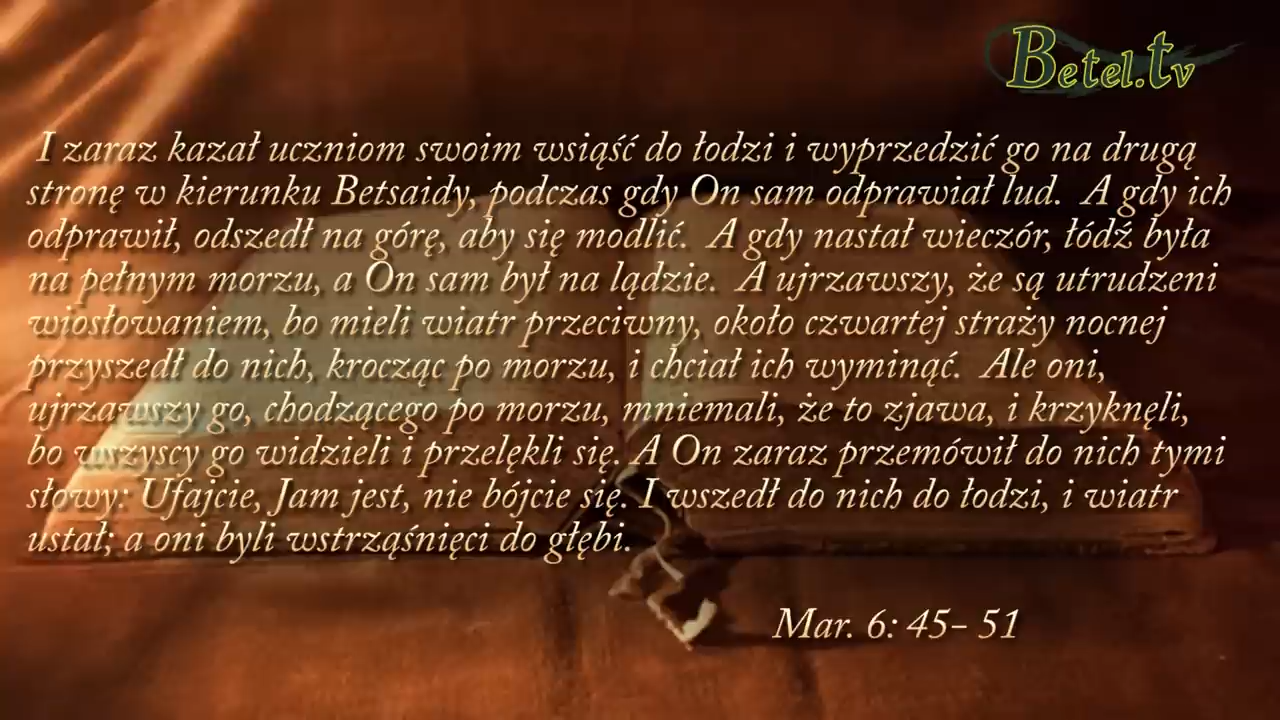 Betel.tv
I zaraz kazał uczniom swoim wsiąść do łodzi i wyprzedzić go na drugą
stronę w kierunku Betsaidy, podczas gdy On sam odprawiał lud. A gdy ich
odprawił, odszedł na górę, aby się modlić. A gdy nastał wieczór, łódź była
na pełnym morzu, a On sam był na lądzie. A ujrzawszy, że są utrudzeni
wiosłowaniem, bo mieli wiatr przeciwny, około czwartej straży nocnej
przyszedł do nich, krocząc po morzu, i chciał ich wyminąć. Ale oni,
ujrzawszy go, chodzącego po morzu, mniemali, że to zjawa, i krzyknęli,
bo wszyscy go widzieli i przelękli się. A On zaraz przemówił do nich tymi
słowy: Ufajcie, Jam jest, nie bójcie się. I wszedł do nich do łodzi, i wiatr
ustał; a oni byli wstrząśnięci do głębi.
Mar. 6: 45- 51